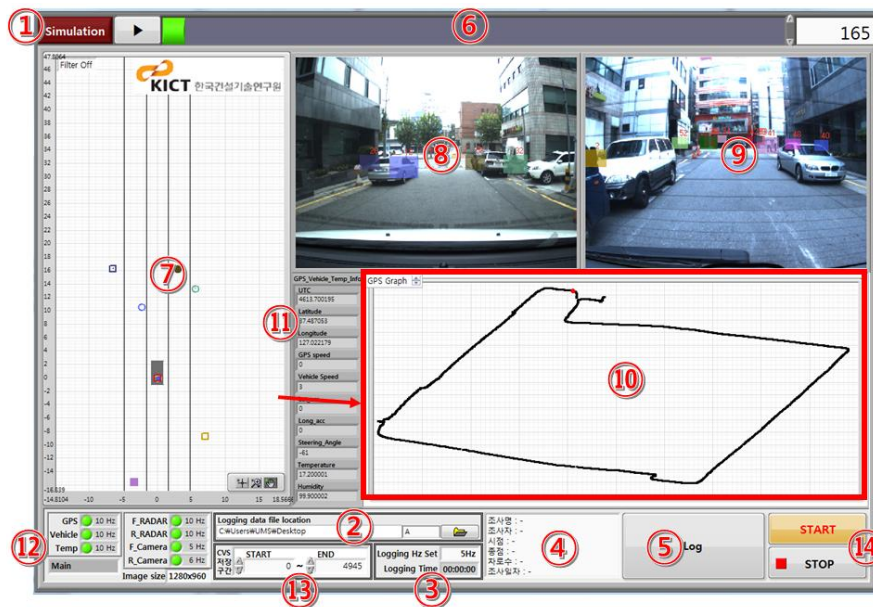 ① Simulation
⑥
165
47.8064
Filter Off
KICT 한국건설기술연구원
46
44
42
40
38
36
34
32
30
28
26
24
22
20
18
16
14
12
10
8
6
4
2
0
-2
-4
-6
-8
-10
-12
-14
-16.039
-14.8104 -10 -5 0 5 10 15 18.5666
⑦
⑧
⑨
GPS_Vehicle_Temp_Info
UTC
4613.700195
Latitude
37.487053
⑪
Longitude
127.022179
GPS speed
0
Vehicle Speed
3
0
Long_acc
0
Steering_Angle
-61
Temperature
17.200001
Humidity
99.900002
GPS Graph
⑩
⑫
GPS 10 Hz
Vehicle 10 Hz
Temp 10 Hz
Main
F_RADAR 10 Hz
R_RADAR 10 Hz
F_Camera 5 Hz
R_Camera 6 Hz
Image size 1280x960
Logging data file location
②
C:₩Users₩UMS₩Desktop A
CVS 저장 구간
START 0 ~ END 4945
⑬
Logging Hz Set 5Hz
Logging Time 00:00:00
③
조사명 : -
조사자 : -
시점 : -
종점 : -
차로수 : -
조사일자 : -
④
⑤ Log
START
STOP
⑭